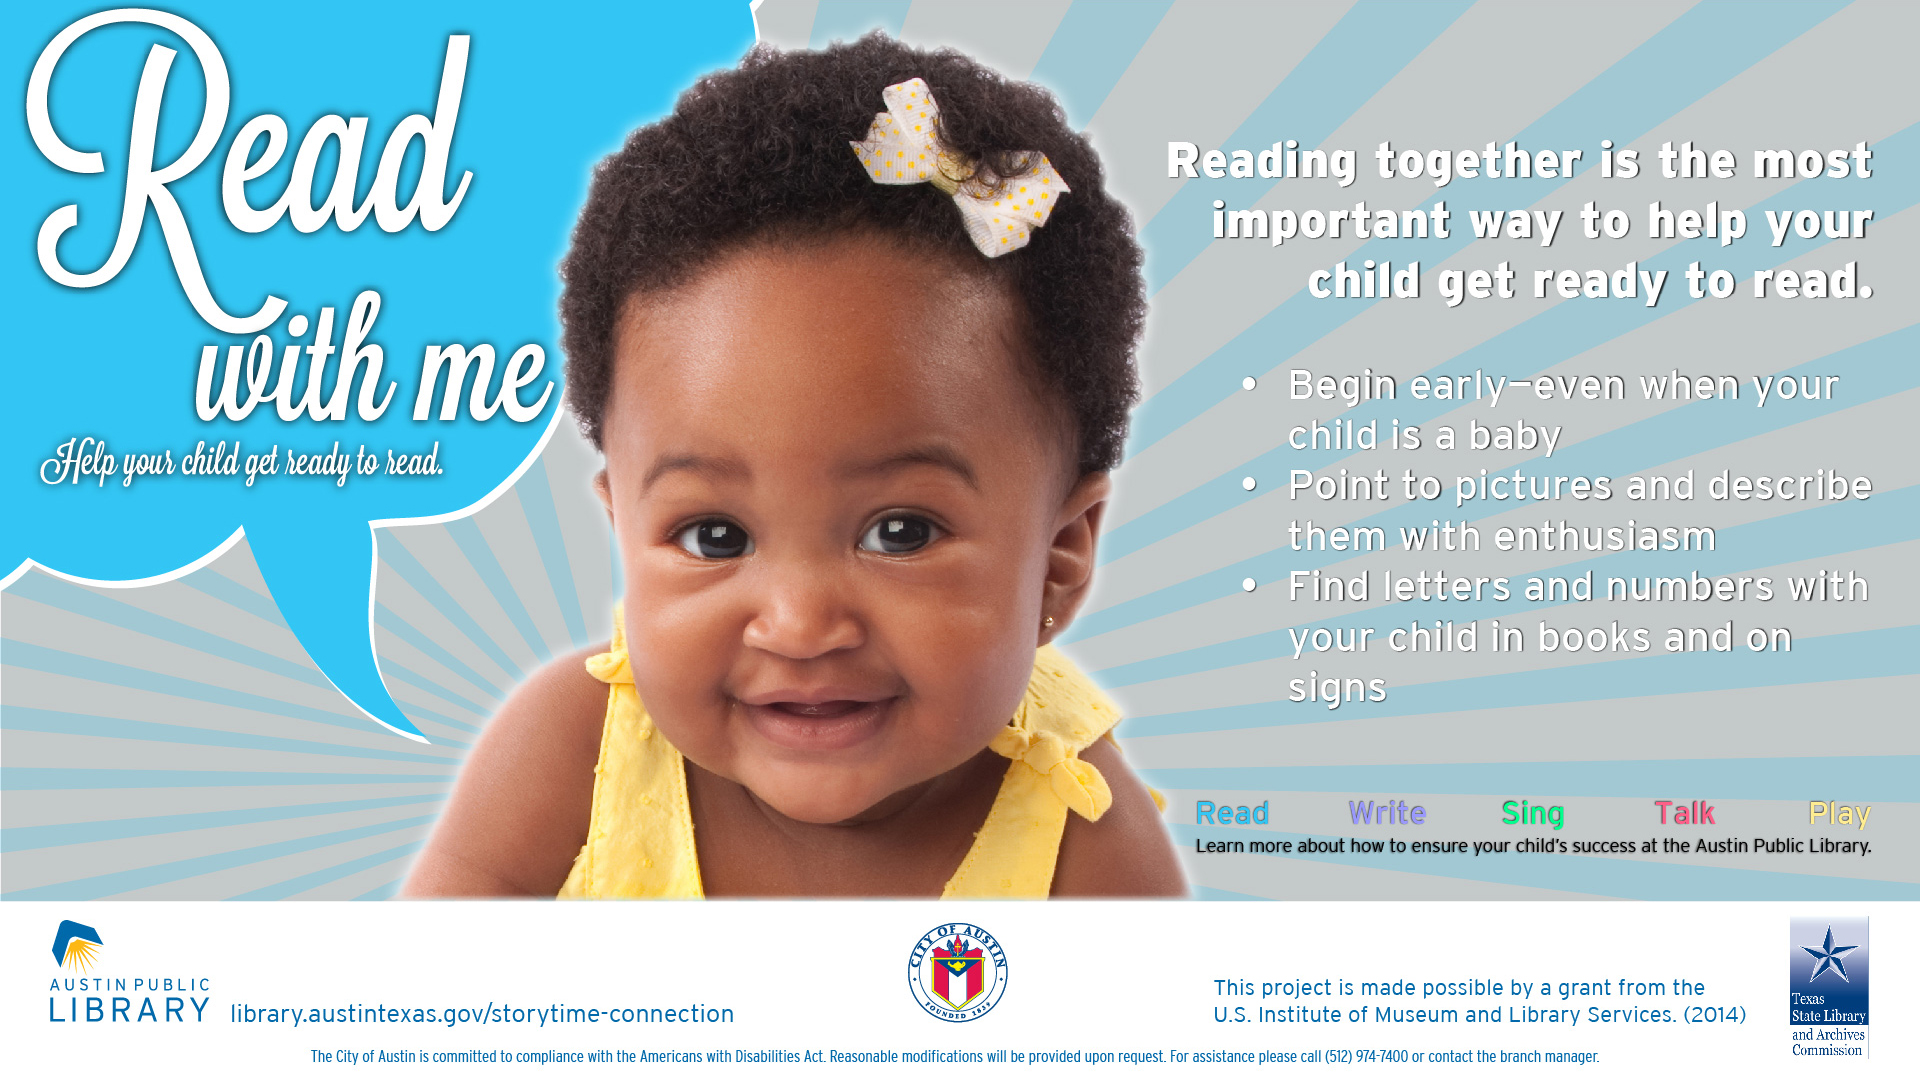 Read
with me
Help your child get ready to read.
Reading together is the most
important way to help your
child get ready to read.
• Begin early—even when your
child is a baby
• Point to pictures and describe
them with enthusiasm
• Find letters and numbers with
your child in books and on
signs
Read Write Sing Talk Play
Learn more about how to ensure your child's success at the Austin Public Library.
AUSTIN PUBLIC
LIBRARY
library.austintexas.gov/storytime-connection
CITY OF AUSTIN
FOUNDED 1839
This project is made possible by a grant from the
U.S. Institute of Museum and Library Services. (2014)
Texas
State Library
and Archives
Commission
The City of Austin is committed to compliance with the Americans with Disabilities Act. Reasonable modifications will be provided upon request. For assistance please call (512) 974-7400 or contact the branch manager.